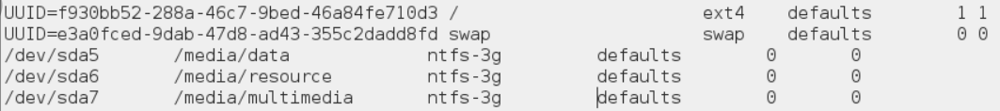 UUID=f930bb52-288a-46c7-9bed-46a84fe710d3 / ext4 defaults 1 1
UUID=e3a0fced-9dab-47d8-ad43-355c2dadd8fd swap swap defaults 0 0
/dev/sda5 /media/data ntfs-3g defaults 0 0
/dev/sda6 /media/resource ntfs-3g defaults 0 0
/dev/sda7 /media/multimedia ntfs-3g defaults 0 0